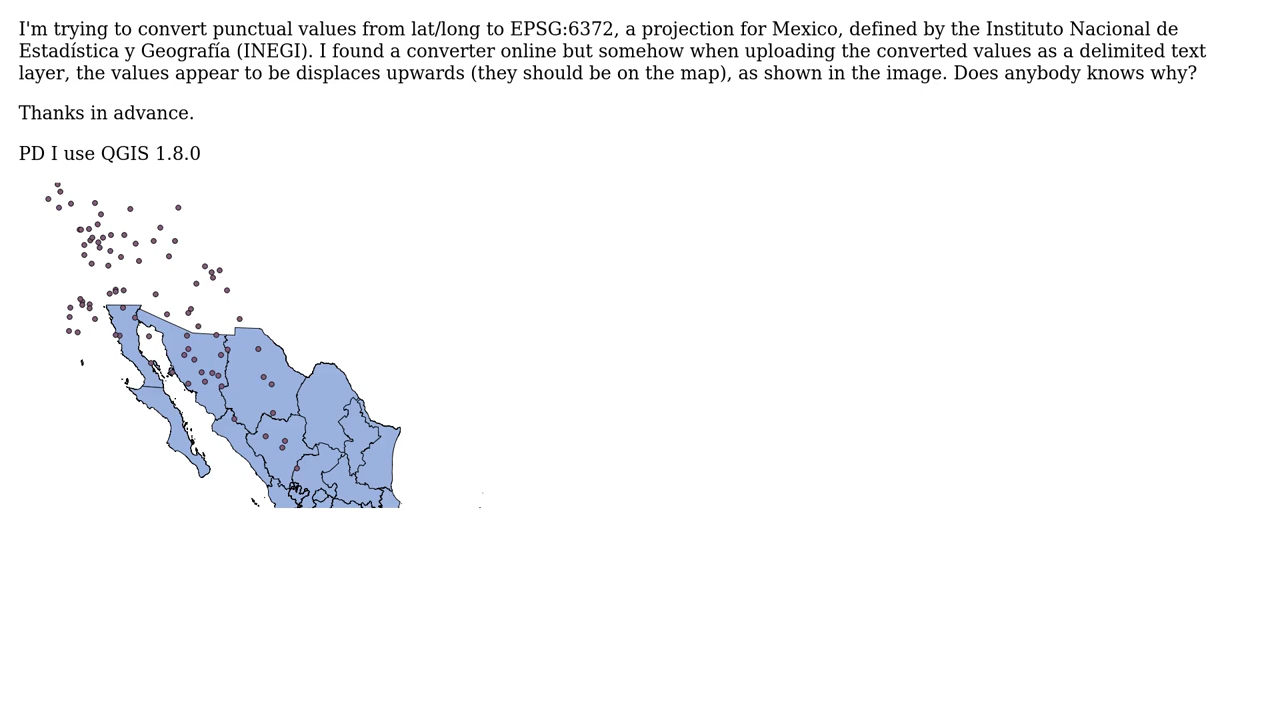 I'm trying to convert punctual values from lat/long to EPSG:6372, a projection for Mexico, defined by the Instituto Nacional de
Estadística y Geografía (INEGI). I found a converter online but somehow when uploading the converted values as a delimited text
layer, the values appear to be displaces upwards (they should be on the map), as shown in the image. Does anybody knows why?
Thanks in advance.
PD I use QGIS 1.8.0